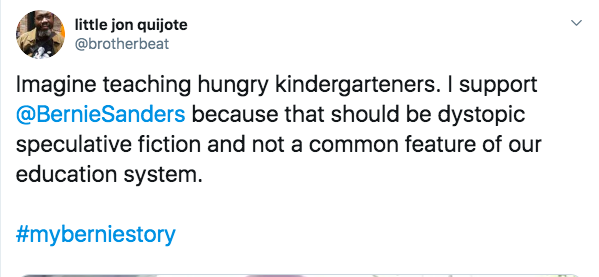 little jon quijote
@brotherbeat
Imagine teaching hungry kindergarteners. I support
@BernieSanders because that should be dystopic
speculative fiction and not a common feature of our
education system.
#myberniestory